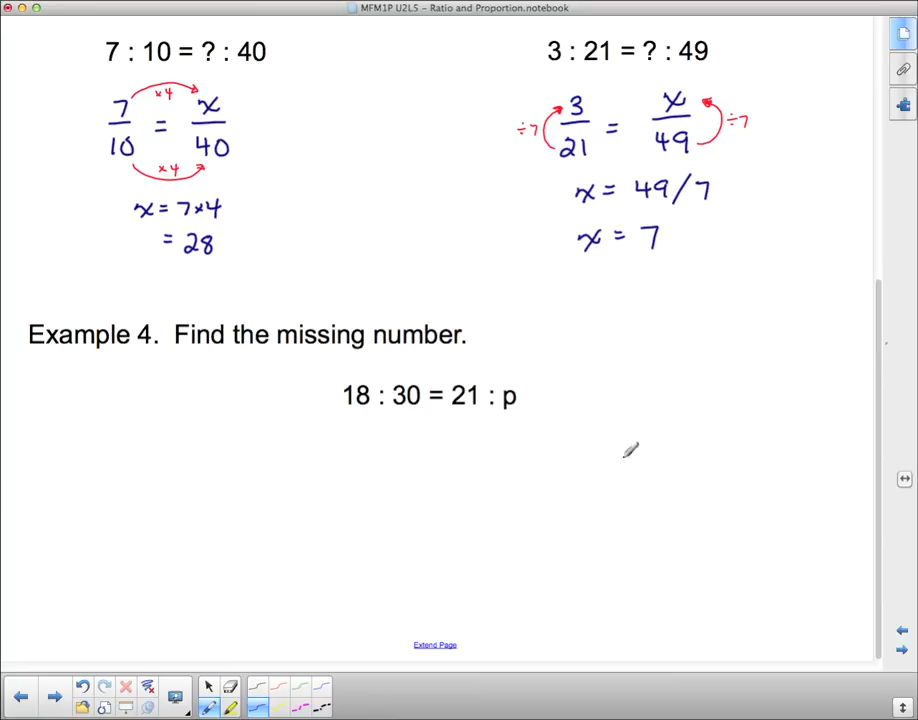 MFM1P U2L5 - Ratio and Proportion.notebook
7 : 10 = ? : 40
3 : 21 = ? : 49
×4
7/10 = x/40
×4
x = 7×4
= 28
÷7 3/21 = x/49 ÷7
x = 49/7
x = 7
Example 4. Find the missing number.
18 : 30 = 21 : p
Extend Page